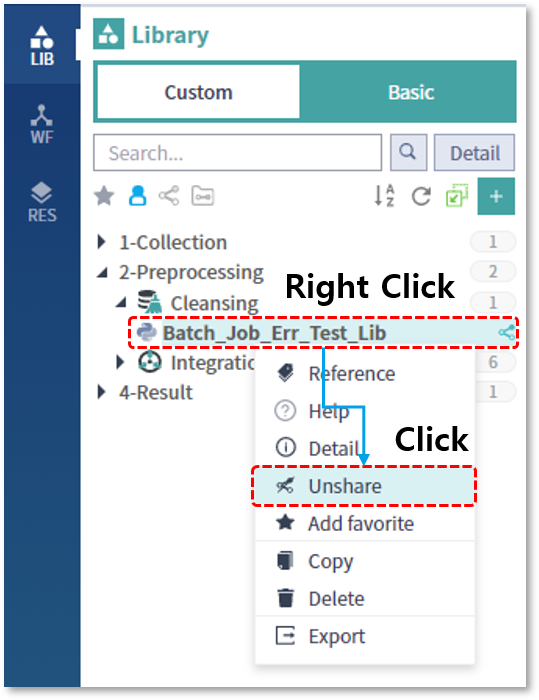 LIB
WF
RES
Library
Custom
Basic
Search...
Detail
A
Z
+
1-Collection 1
2-Preprocessing 2
Right Click
Cleansing 1
Batch_Job_Err_Test_Lib
Integratio 6
4-Result 1
Reference
Help
Detail
Click
Unshare
Add favorite
Copy
Delete
Export